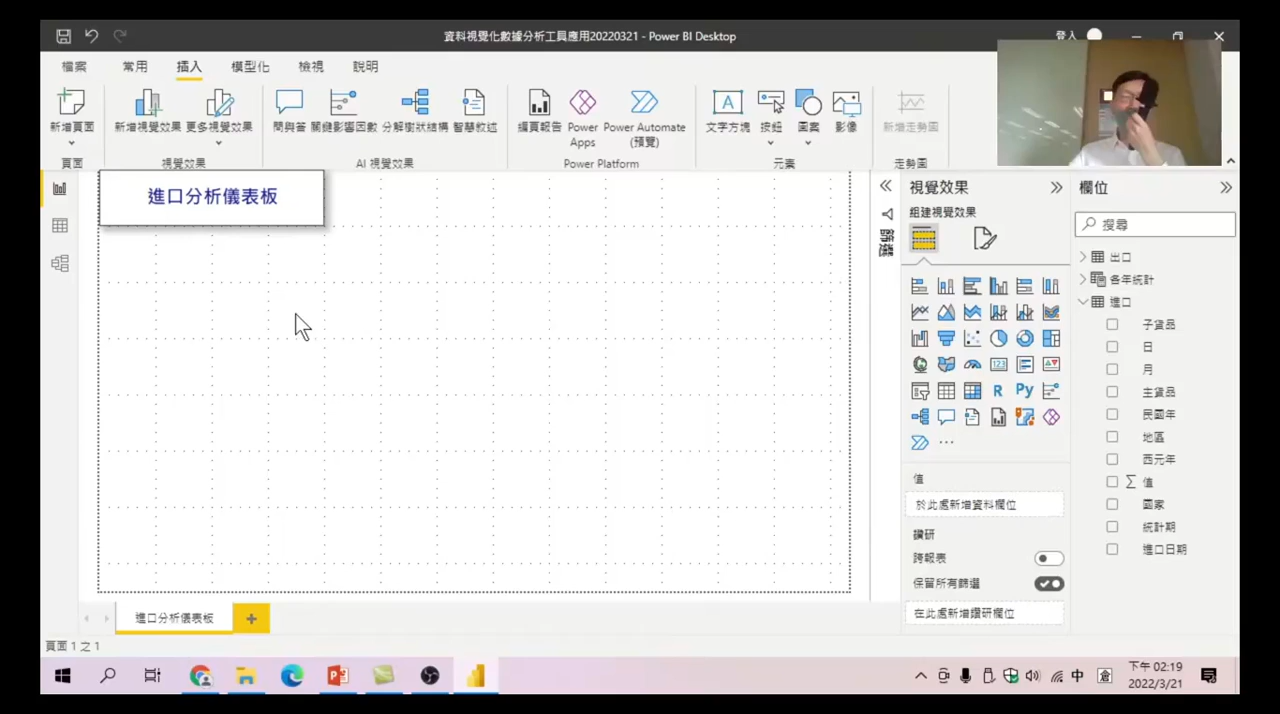 資料視覺化數據分析工具應用20220321 - Power BI Desktop
登入
檔案 常用 插入 模型化 檢視 說明
新增頁面 新增視覺效果 更多視覺效果 問與答 關鍵影響因數 分解樹狀結構 智慧敘述 編頁報告 Power Apps Power Automate (預覽) 文字方塊 按鈕 圖案 影像 新增走勢圖
頁面 視覺效果 AI 視覺效果 Power Platform 元素 走勢圖
進口分析儀表板
篩選
視覺效果
組建視覺效果
123
R
Py
值
於此處新增資料欄位
鑽研
跨報表
保留所有篩選
在此處新增鑽研欄位
欄位
搜尋
出口
各年統計
進口
子貨品
日
月
主貨品
民國年
地區
西元年
Σ 值
國家
統計期
進口日期
進口分析儀表板
頁面 1 之 1
中 倉 下午 02:19
2022/3/21